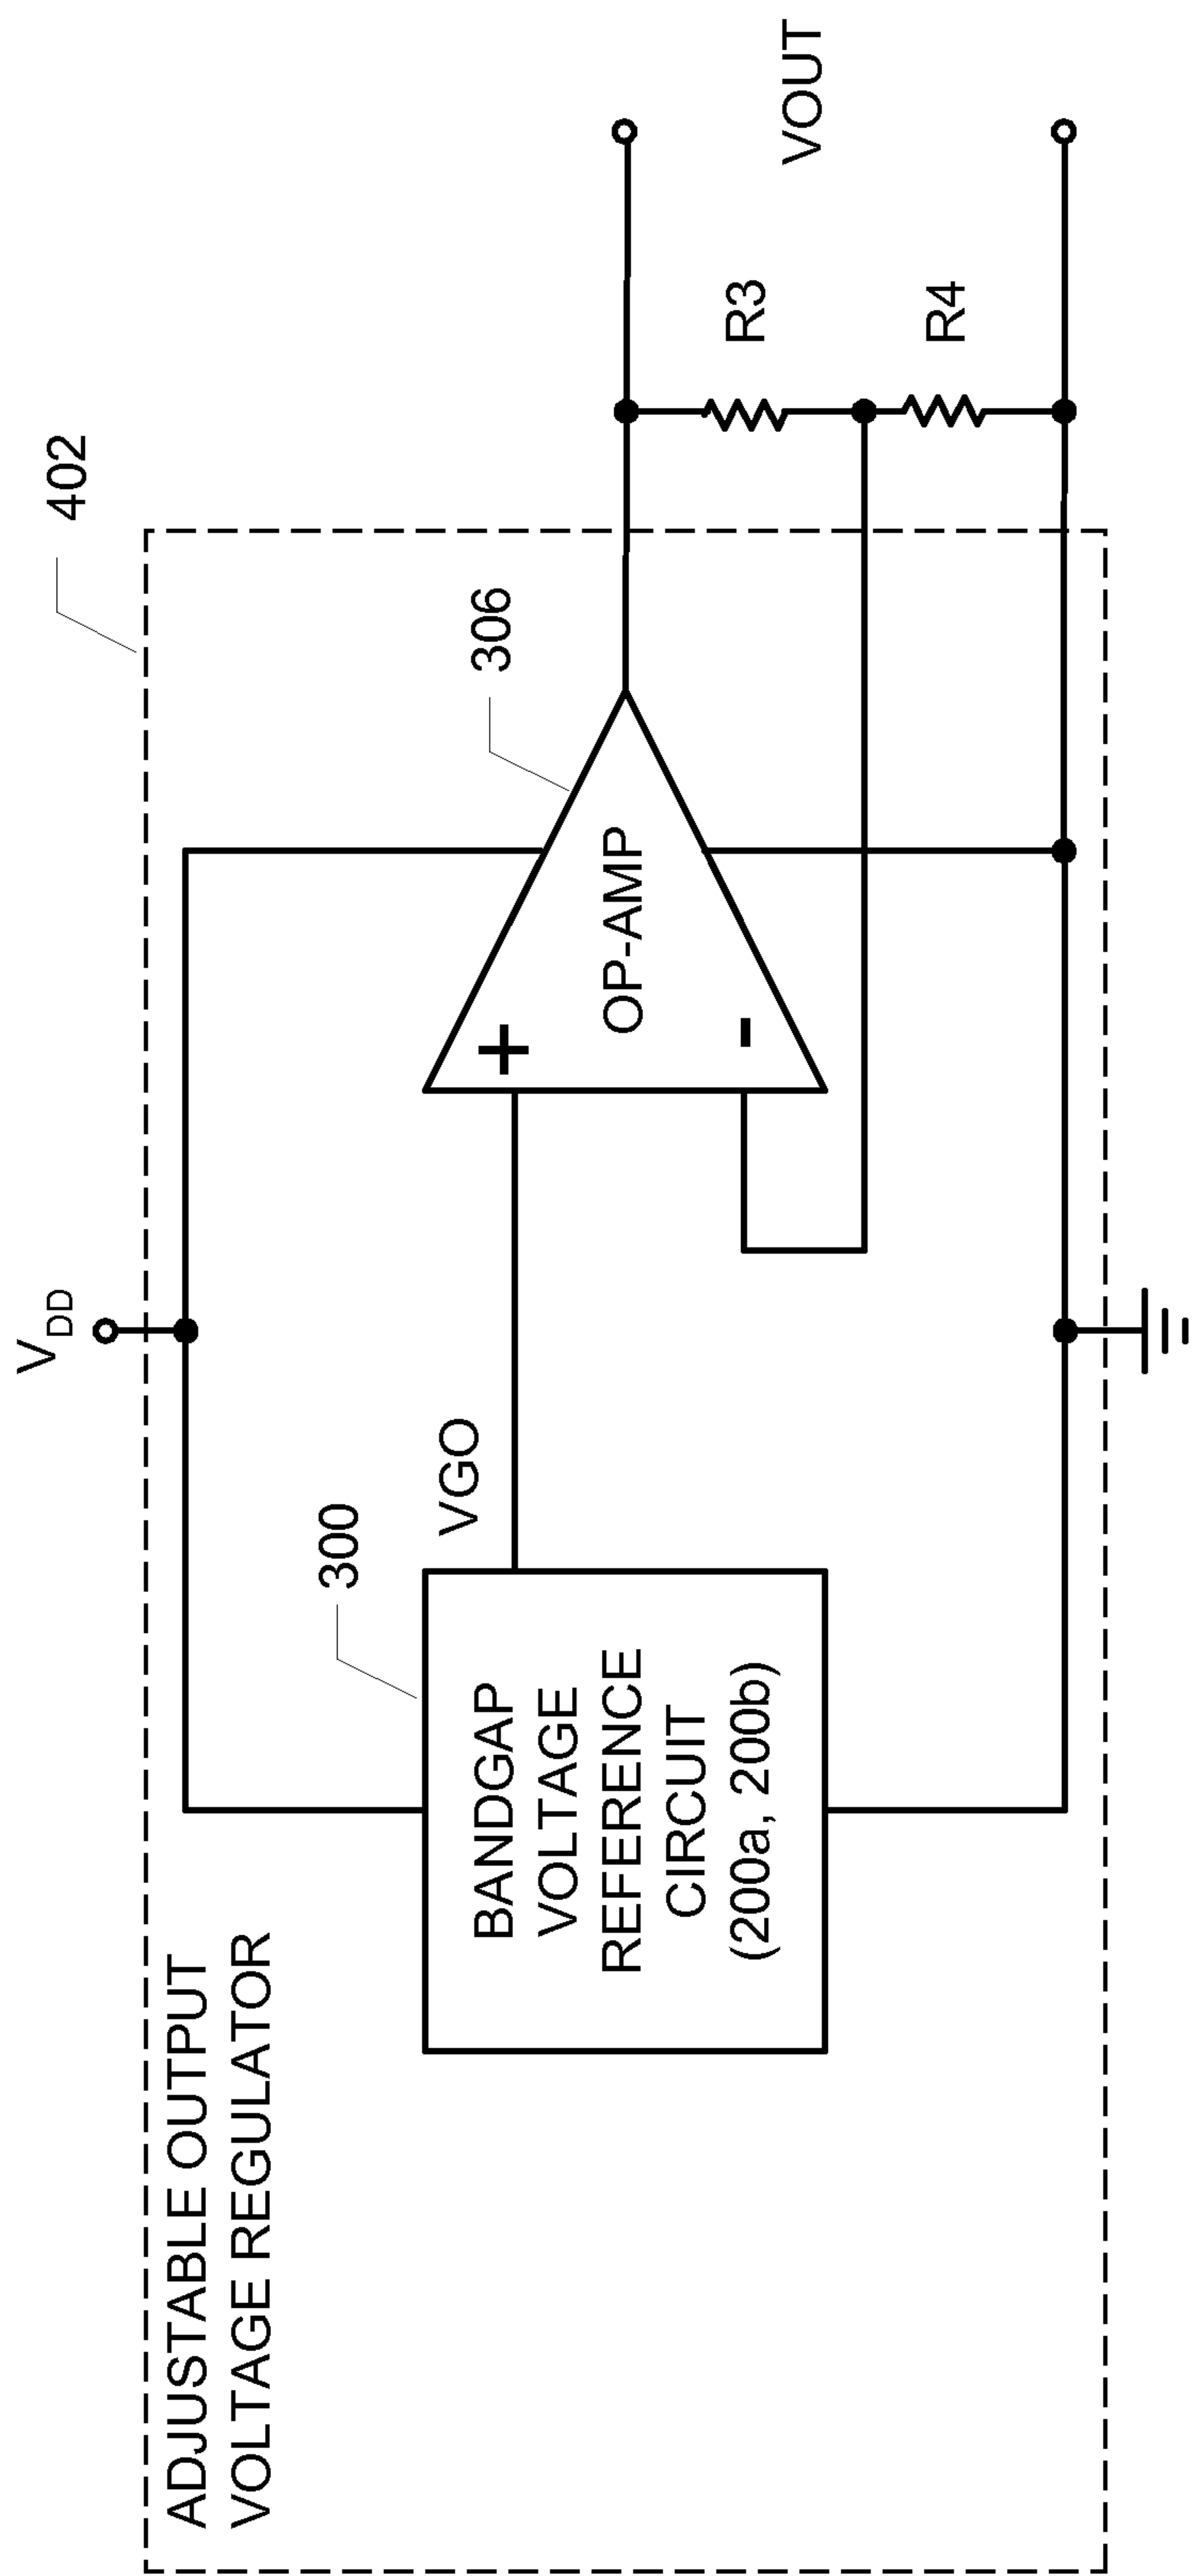 ADJUSTABLE OUTPUT
VOLTAGE REGULATOR
V DD
402
300
BANDGAP
VOLTAGE
REFERENCE
CIRCUIT
(200a, 200b)
VGO
306
+
OP-AMP
-
R3
R4
VOUT